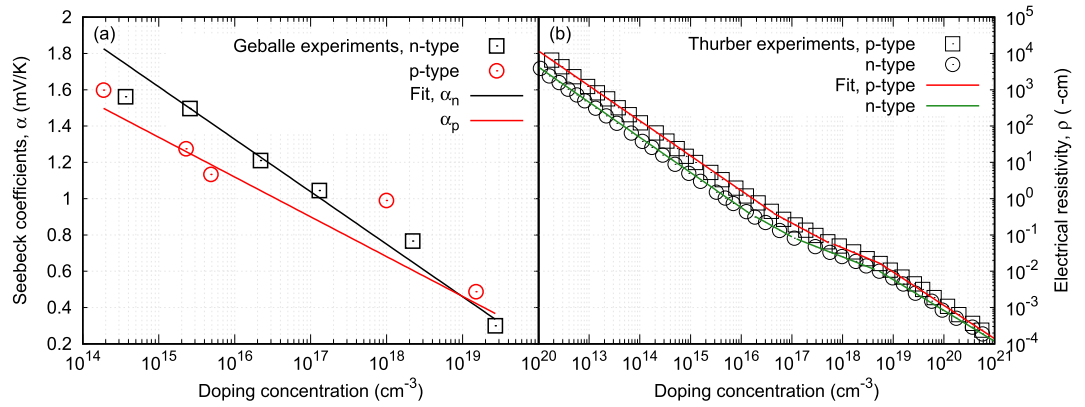 (a)
Geballe experiments, n-type
p-type
Fit, αn
αp
Seebeck coefficients, α (mV/K)
2
1.8
1.6
1.4
1.2
1
0.8
0.6
0.4
0.2
10^14 10^15 10^16 10^17 10^18 10^19 10^20
Doping concentration (cm^-3)
(b)
Thurber experiments, p-type
n-type
Fit, p-type
n-type
10^5
10^4
10^3
10^2
10^1
10^0
10^-1
10^-2
10^-3
10^-4
Electrical resistivity, ρ ( -cm)
10^13 10^14 10^15 10^16 10^17 10^18 10^19 10^20 10^21
Doping concentration (cm^-3)